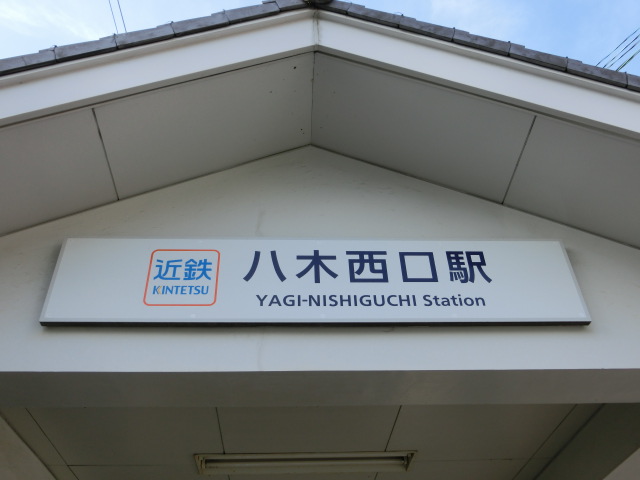 近鉄
KINTETSU
八木西口駅
YAGI-NISHIGUCHI Station